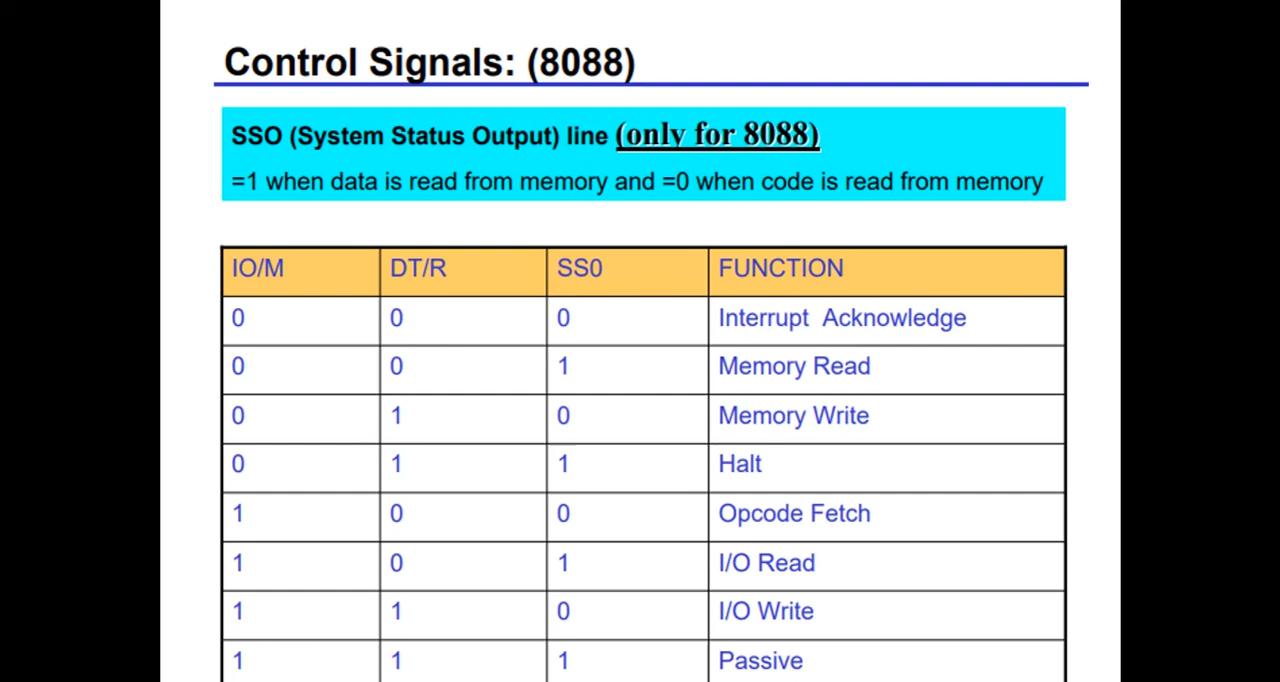 Control Signals: (8088)
SSO (System Status Output) line (only for 8088)
=1 when data is read from memory and =0 when code is read from memory
IO/M DT/R SS0 FUNCTION
0 0 0 Interrupt Acknowledge
0 0 1 Memory Read
0 1 0 Memory Write
0 1 1 Halt
1 0 0 Opcode Fetch
1 0 1 I/O Read
1 1 0 I/O Write
1 1 1 Passive